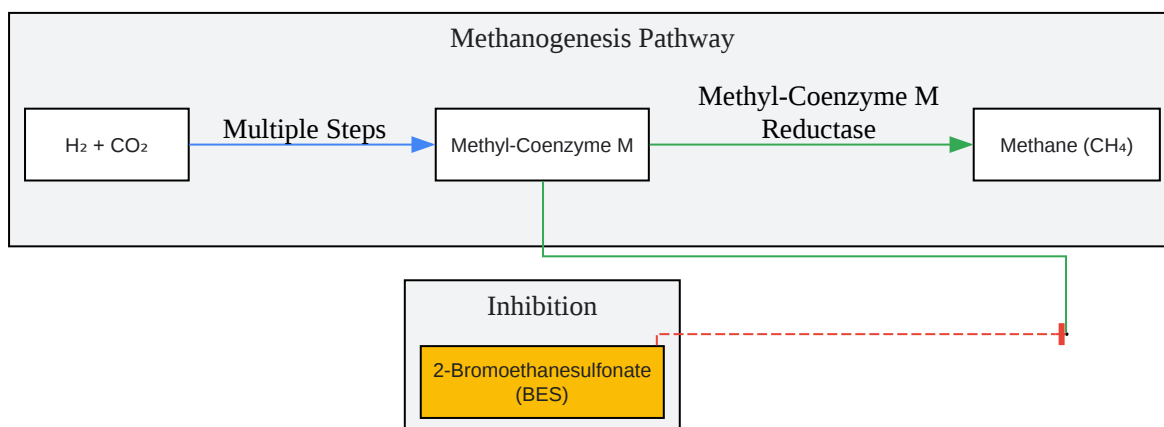 Methanogenesis Pathway
Methyl-Coenzyme M
Reductase
H₂ + CO₂
Multiple Steps
Methyl-Coenzyme M
Methane (CH₄)
Inhibition
2-Bromoethanesulfonate
(BES)